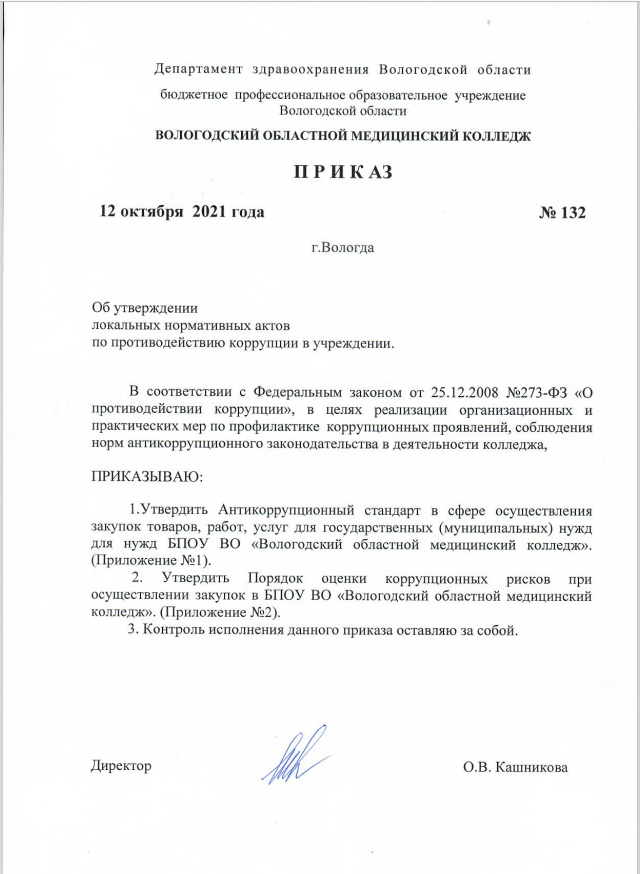 Департамент здравоохранения Вологодской области
бюджетное профессиональное образовательное учреждение
Вологодской области
ВОЛОГОДСКИЙ ОБЛАСТНОЙ МЕДИЦИНСКИЙ КОЛЛЕДЖ
П Р И К АЗ
12 октября 2021 года № 132
г.Вологда
Об утверждении
локальных нормативных актов
по противодействию коррупции в учреждении.
В соответствии с Федеральным законом от 25.12.2008 №273-ФЗ «О
противодействии коррупции», в целях реализации организационных и
практических мер по профилактике коррупционных проявлений, соблюдения
норм антикоррупционного законодательства в деятельности колледжа,
ПРИКАЗЫВАЮ:
1.Утвердить Антикоррупционный стандарт в сфере осуществления
закупок товаров, работ, услуг для государственных (муниципальных) нужд
для нужд БПОУ ВО «Вологодский областной медицинский колледж».
(Приложение №1).
2. Утвердить Порядок оценки коррупционных рисков при
осуществлении закупок в БПОУ ВО «Вологодский областной медицинский
колледж». (Приложение №2).
3. Контроль исполнения данного приказа оставляю за собой.
Директор О.В. Кашникова